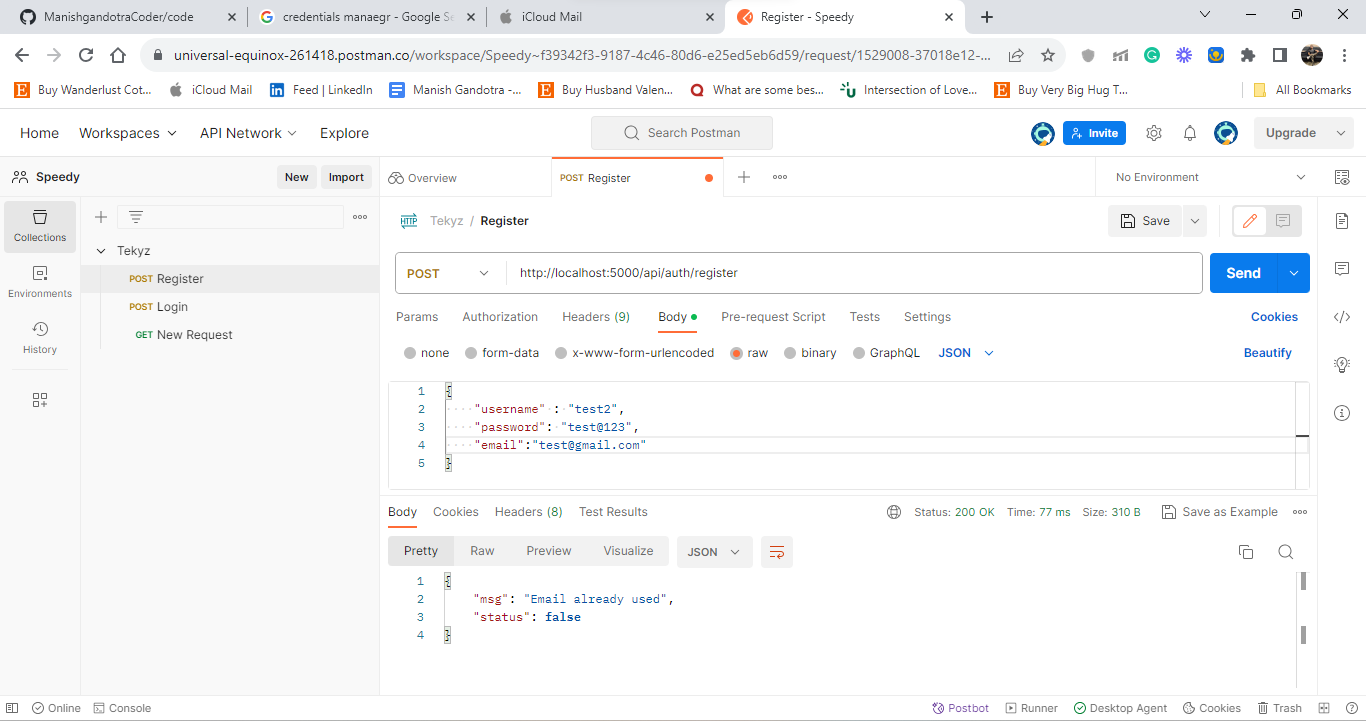 ManishgandotraCoder/code
credentials manaegr - Google Se
iCloud Mail
Register - Speedy
universal-equinox-261418.postman.co/workspace/Speedy~f39342f3-9187-4c46-80d6-e25ed5eb6d59/request/1529008-37018e12-...
Buy Wanderlust Cot...
iCloud Mail
Feed | LinkedIn
Manish Gandotra -...
Buy Husband Valen...
What are some bes...
Intersection of Love...
Buy Very Big Hug T...
All Bookmarks
Home
Workspaces
API Network
Explore
Search Postman
Invite
Upgrade
Speedy
New
Import
Overview
POST Register
No Environment
Collections
Environments
History
Tekyz
POST Register
POST Login
GET New Request
HTTP
Tekyz / Register
Save
POST
http://localhost:5000/api/auth/register
Send
Params
Authorization
Headers (9)
Body
Pre-request Script
Tests
Settings
Cookies
none
form-data
x-www-form-urlencoded
raw
binary
GraphQL
JSON
Beautify
1 {
2 "username" : "test2",
3 "password": "test@123",
4 "email":"test@gmail.com"
5 }
Body
Cookies
Headers (8)
Test Results
Status: 200 OK
Time: 77 ms
Size: 310 B
Save as Example
Pretty
Raw
Preview
Visualize
JSON
1 {
2 "msg": "Email already used",
3 "status": false
4 }
Online
Console
Postbot
Runner
Desktop Agent
Cookies
Trash